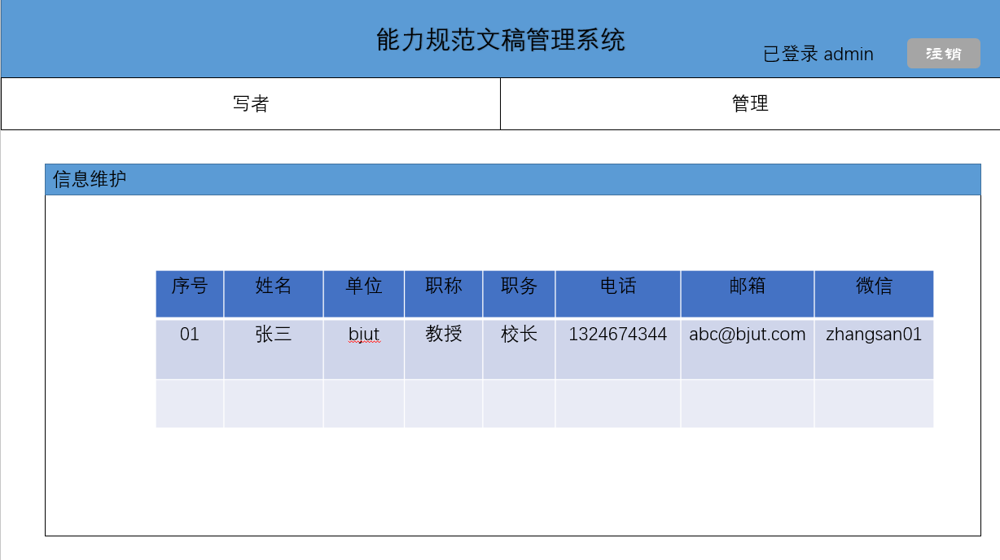 能力规范文稿管理系统
已登录 admin
注销
写者
管理
信息维护
序号 姓名 单位 职称 职务 电话 邮箱 微信
01 张三 bjut 教授 校长 1324674344 abc@bjut.com zhangsan01